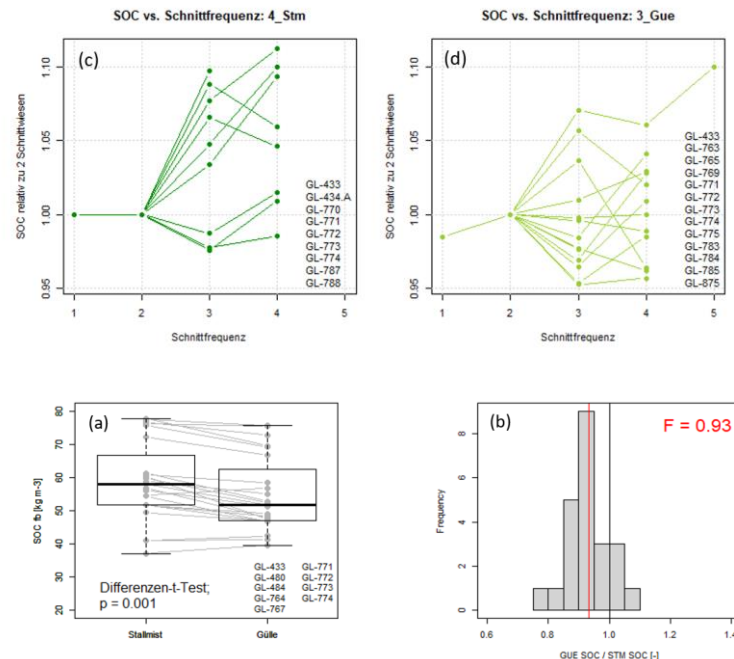 SOC vs. Schnittfrequenz: 4_Stm
(c)
SOC relativ zu 2 Schnittwiesen
1.10
1.05
1.00
0.95
GL-433
GL-434.A
GL-770
GL-771
GL-772
GL-773
GL-774
GL-787
GL-788
1 2 3 4 5
Schnittfrequenz
SOC vs. Schnittfrequenz: 3_Gue
(d)
SOC relativ zu 2 Schnittwiesen
1.10
1.05
1.00
0.95
GL-433
GL-763
GL-765
GL-769
GL-771
GL-772
GL-773
GL-774
GL-775
GL-783
GL-784
GL-785
GL-875
1 2 3 4 5
Schnittfrequenz
(a)
SOC fb [kg m-3]
80
70
60
50
40
30
20
Differenzen-t-Test;
p = 0.001
GL-433 GL-771
GL-480 GL-772
GL-484 GL-773
GL-764 GL-774
GL-767
Stallmist Gülle
(b)
F = 0.93
Frequency
8
6
4
2
0
0.6 0.8 1.0 1.2 1.4
GUE SOC / STM SOC [-]